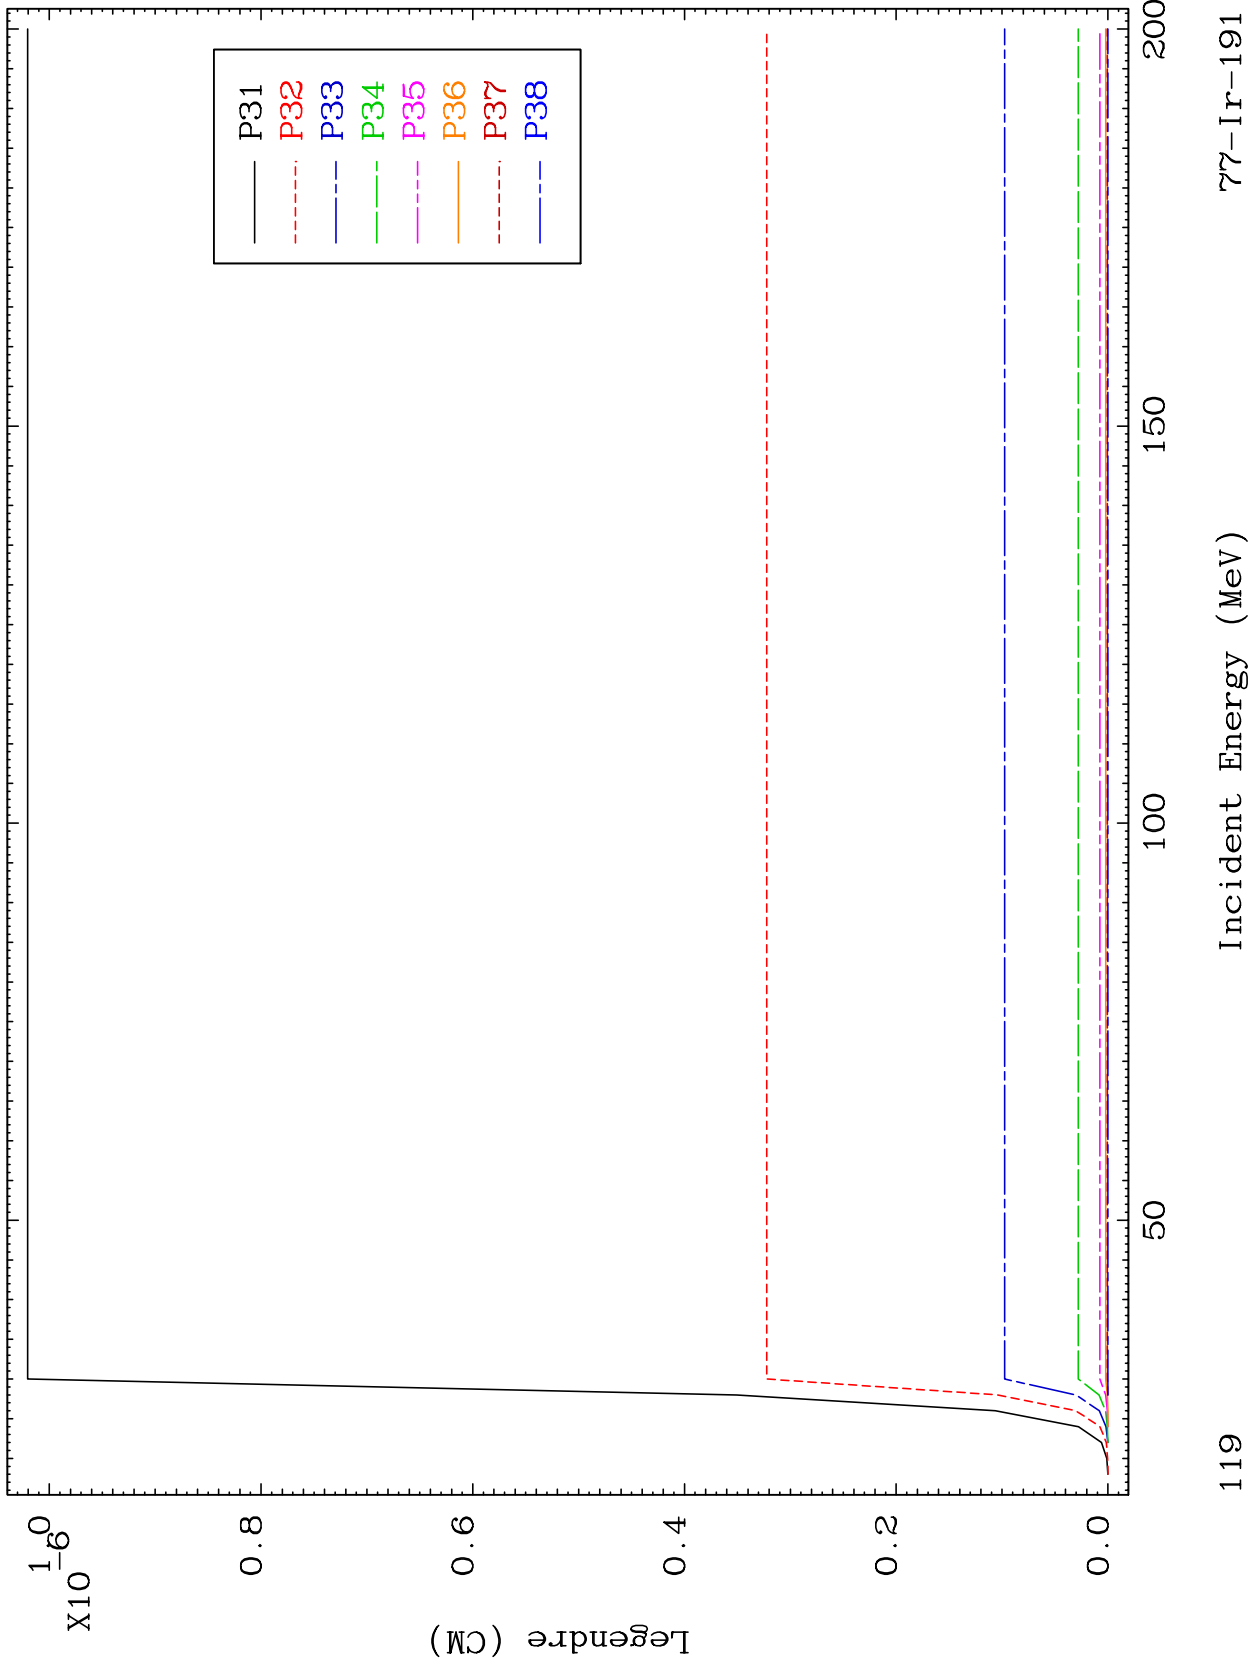 X10
-6
1.0
0.8
0.6
0.4
0.2
0.0
Legendre (CM)
P31
P32
P33
P34
P35
P36
P37
P38
50
100
150
200
119
Incident Energy (MeV)
77-Ir-191